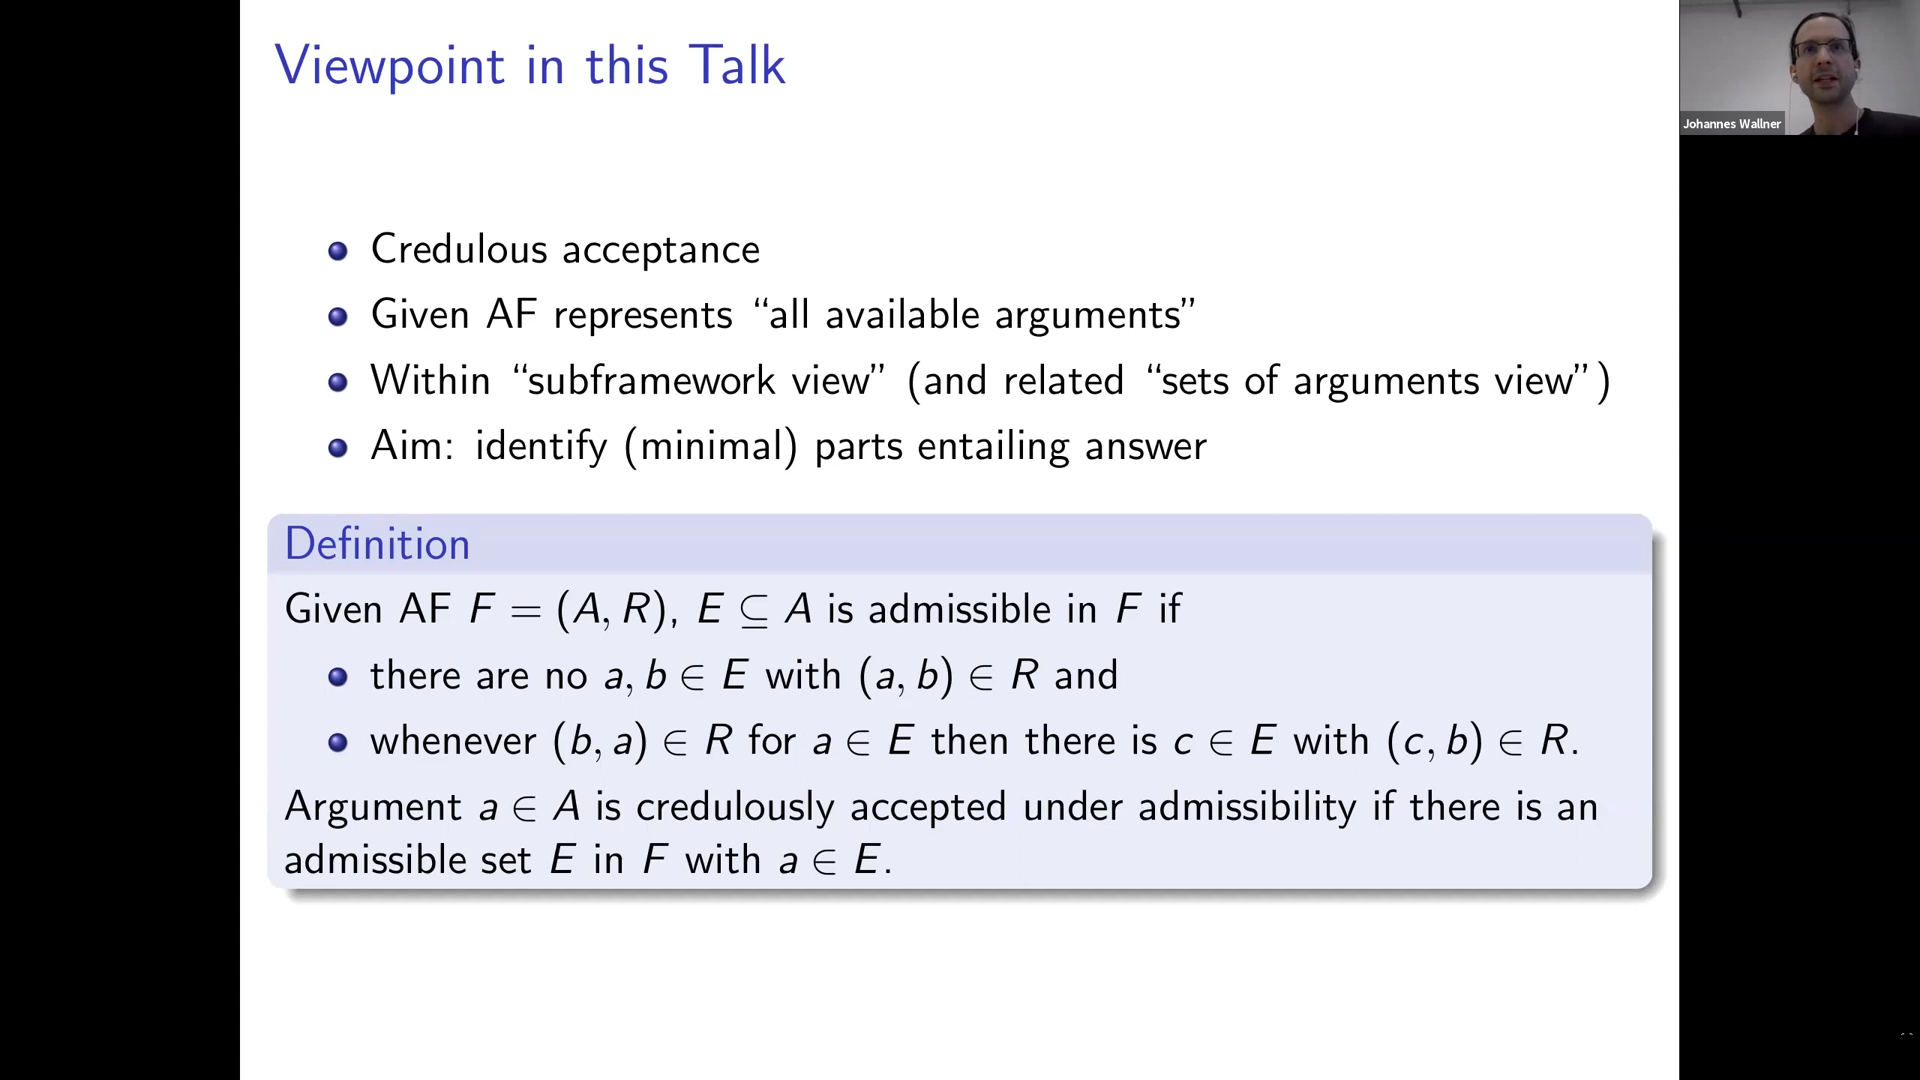 Viewpoint in this Talk
Johannes Wallner
Credulous acceptance
Given AF represents “all available arguments”
Within “subframework view” (and related “sets of arguments view”)
Aim: identify (minimal) parts entailing answer
Definition
Given AF F = (A, R), E ⊆ A is admissible in F if
there are no a, b ∈ E with (a, b) ∈ R and
whenever (b, a) ∈ R for a ∈ E then there is c ∈ E with (c, b) ∈ R.
Argument a ∈ A is credulously accepted under admissibility if there is an
admissible set E in F with a ∈ E.